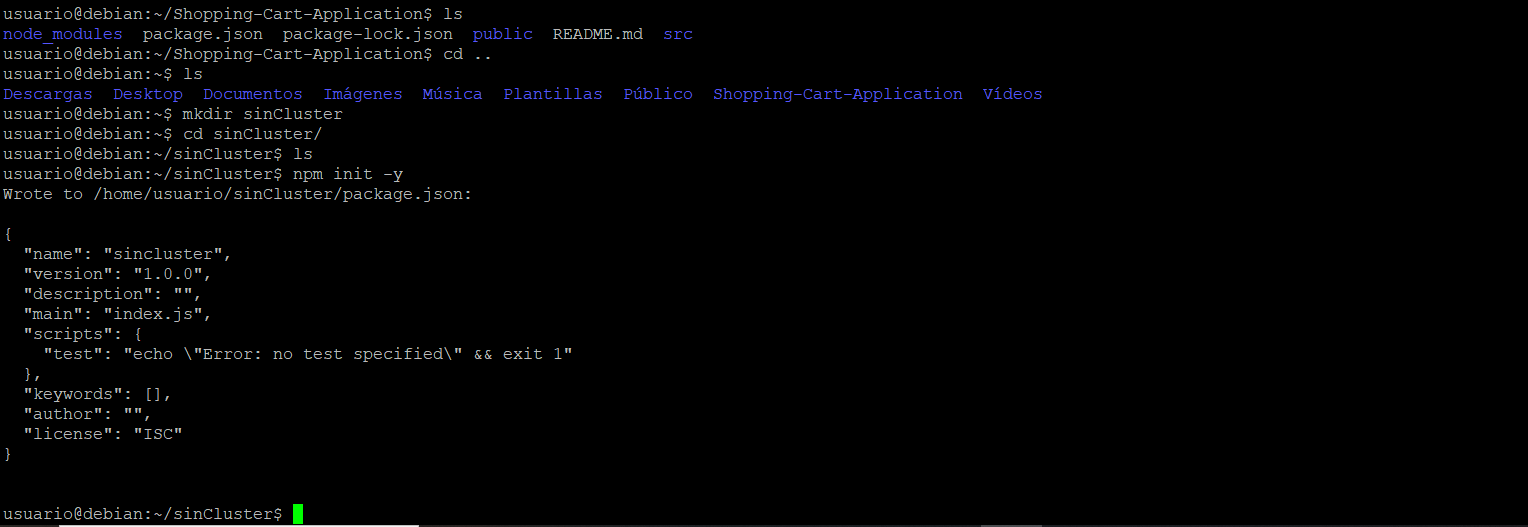 usuario@debian:~/Shopping-Cart-Application$ ls
node_modules  package.json  package-lock.json  public  README.md  src
usuario@debian:~/Shopping-Cart-Application$ cd ..
usuario@debian:~$ ls
Descargas  Desktop  Documentos  Imágenes  Música  Plantillas  Público  Shopping-Cart-Application  Vídeos
usuario@debian:~$ mkdir sinCluster
usuario@debian:~$ cd sinCluster/
usuario@debian:~/sinCluster$ ls
usuario@debian:~/sinCluster$ npm init -y
Wrote to /home/usuario/sinCluster/package.json:

{
  "name": "sincluster",
  "version": "1.0.0",
  "description": "",
  "main": "index.js",
  "scripts": {
    "test": "echo \"Error: no test specified\" && exit 1"
  },
  "keywords": [],
  "author": "",
  "license": "ISC"
}

usuario@debian:~/sinCluster$